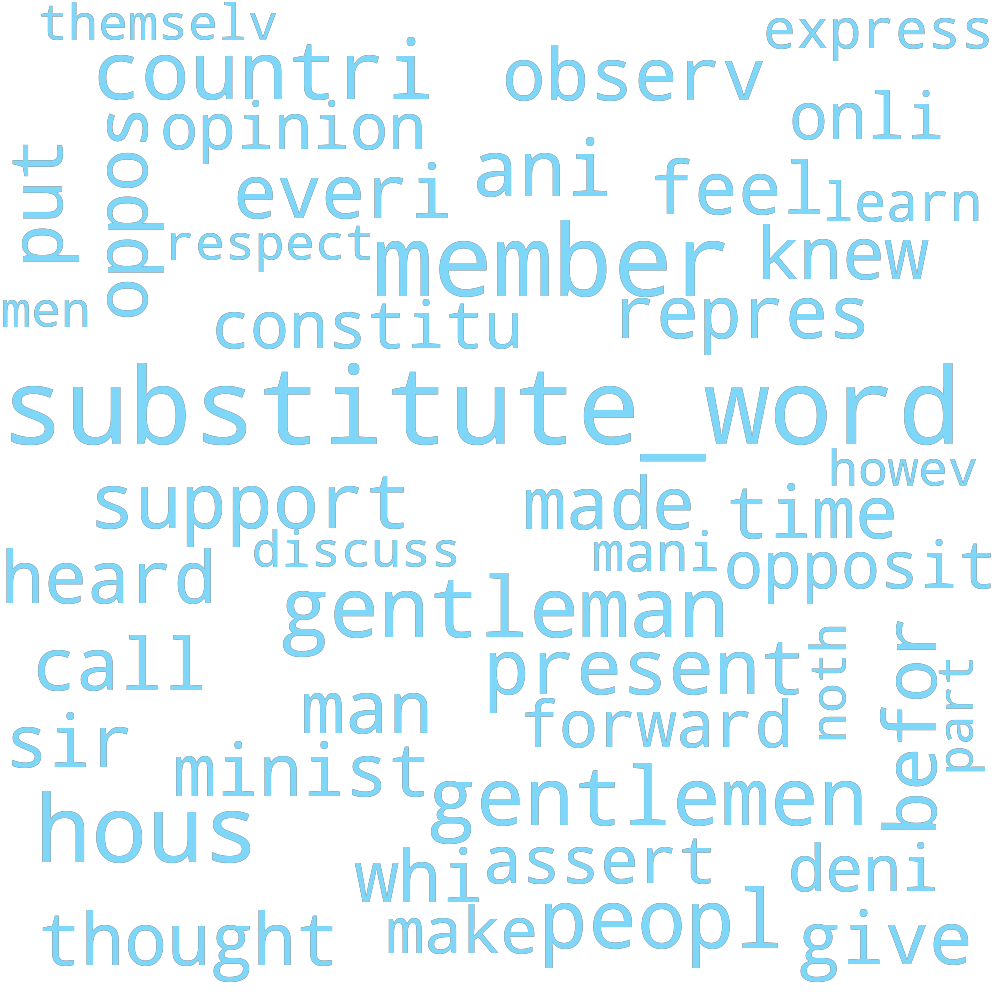 themselv
express
countri
observ
onli
opinion
oppos
put
everi
ani
feel
learn
respect
member
knew
men
constitu
repres
substitute_word
howev
support
made
time
discuss
mani
opposit
heard
gentleman
call
present
noth
befor
part
man
forward
sir
minist
gentlemen
hous
whi
assert
deni
thought
make
peopl
give